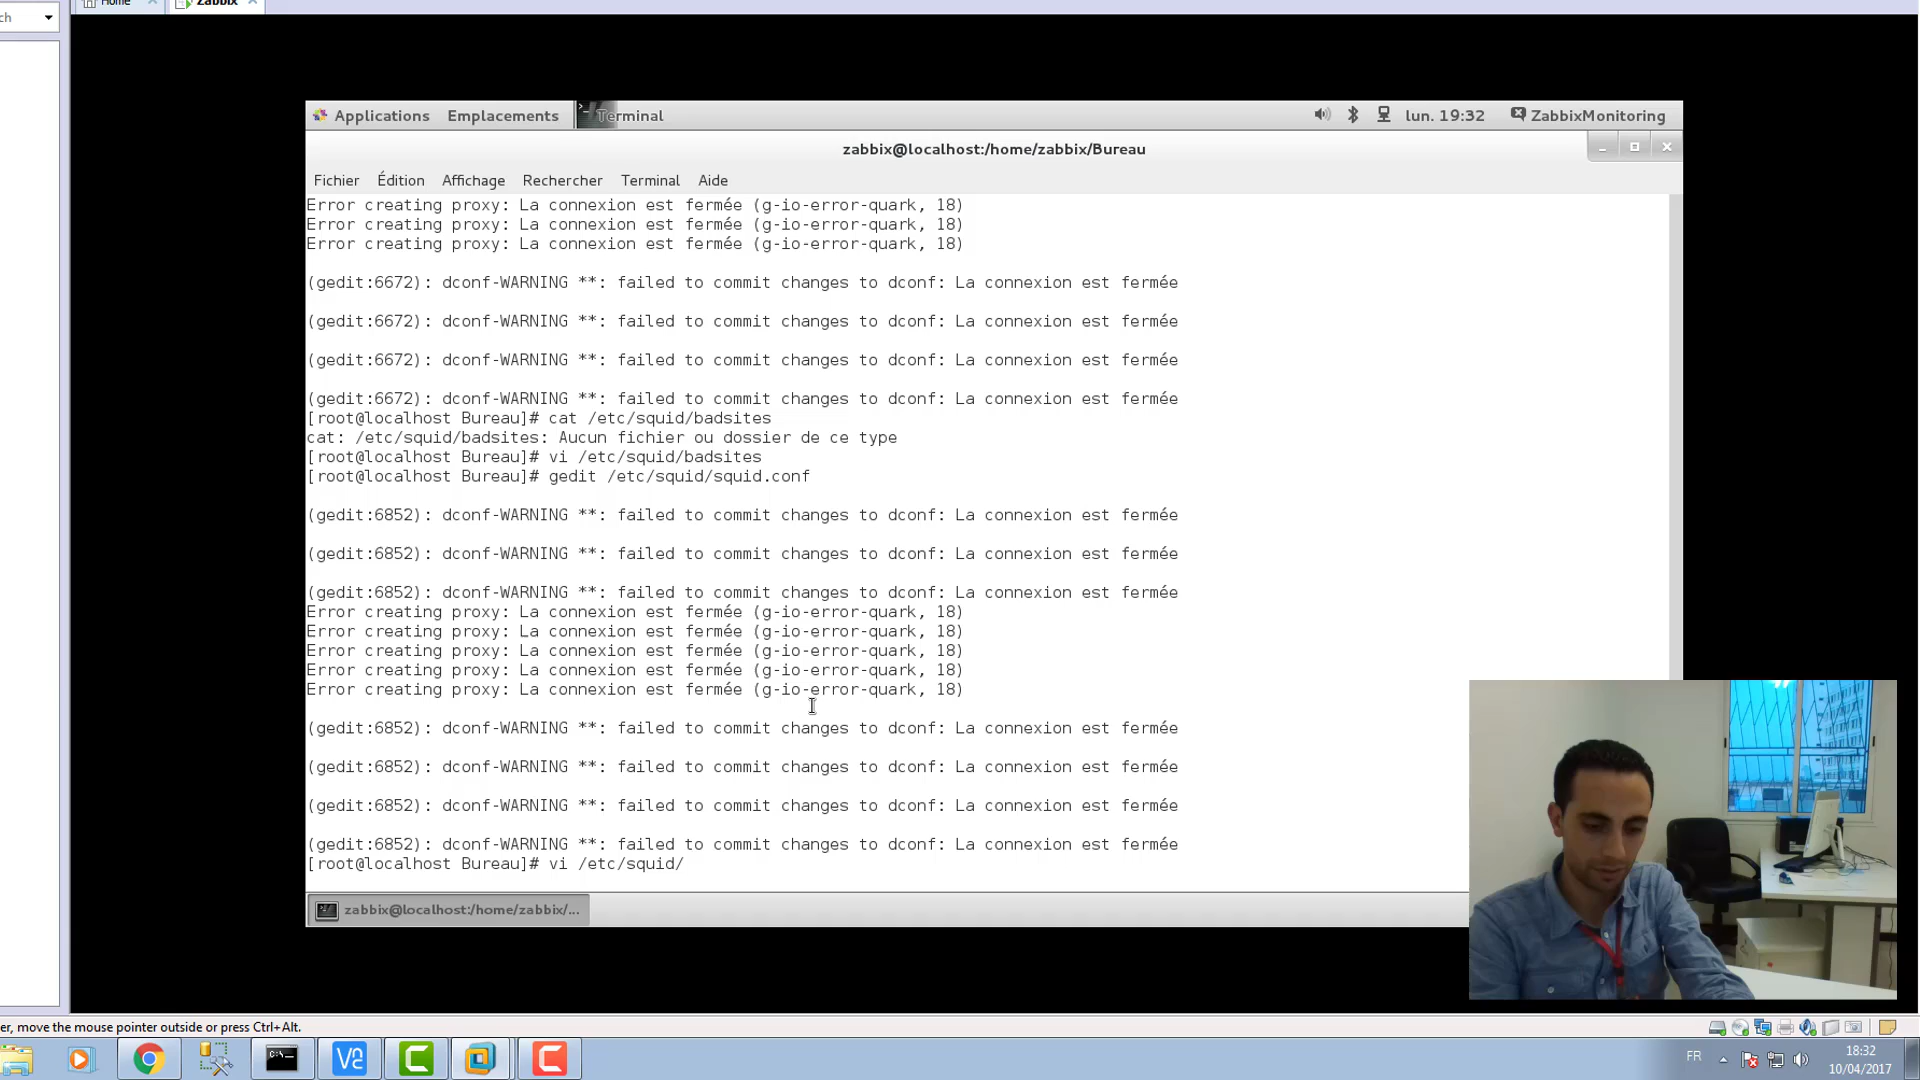 ch
Home
Zabbix
Applications Emplacements Terminal lun. 19:32 ZabbixMonitoring
zabbix@localhost:/home/zabbix/Bureau
Fichier Édition Affichage Rechercher Terminal Aide
Error creating proxy: La connexion est fermée (g-io-error-quark, 18)
Error creating proxy: La connexion est fermée (g-io-error-quark, 18)
Error creating proxy: La connexion est fermée (g-io-error-quark, 18)
(gedit:6672): dconf-WARNING **: failed to commit changes to dconf: La connexion est fermée
(gedit:6672): dconf-WARNING **: failed to commit changes to dconf: La connexion est fermée
(gedit:6672): dconf-WARNING **: failed to commit changes to dconf: La connexion est fermée
(gedit:6672): dconf-WARNING **: failed to commit changes to dconf: La connexion est fermée
[root@localhost Bureau]# cat /etc/squid/badsites
cat: /etc/squid/badsites: Aucun fichier ou dossier de ce type
[root@localhost Bureau]# vi /etc/squid/badsites
[root@localhost Bureau]# gedit /etc/squid/squid.conf
(gedit:6852): dconf-WARNING **: failed to commit changes to dconf: La connexion est fermée
(gedit:6852): dconf-WARNING **: failed to commit changes to dconf: La connexion est fermée
(gedit:6852): dconf-WARNING **: failed to commit changes to dconf: La connexion est fermée
Error creating proxy: La connexion est fermée (g-io-error-quark, 18)
Error creating proxy: La connexion est fermée (g-io-error-quark, 18)
Error creating proxy: La connexion est fermée (g-io-error-quark, 18)
Error creating proxy: La connexion est fermée (g-io-error-quark, 18)
Error creating proxy: La connexion est fermée (g-io-error-quark, 18)
(gedit:6852): dconf-WARNING **: failed to commit changes to dconf: La connexion est fermée
(gedit:6852): dconf-WARNING **: failed to commit changes to dconf: La connexion est fermée
(gedit:6852): dconf-WARNING **: failed to commit changes to dconf: La connexion est fermée
(gedit:6852): dconf-WARNING **: failed to commit changes to dconf: La connexion est fermée
[root@localhost Bureau]# vi /etc/squid/
zabbix@localhost:/home/zabbix/...
er, move the mouse pointer outside or press Ctrl+Alt.
FR
18:32
10/04/2017